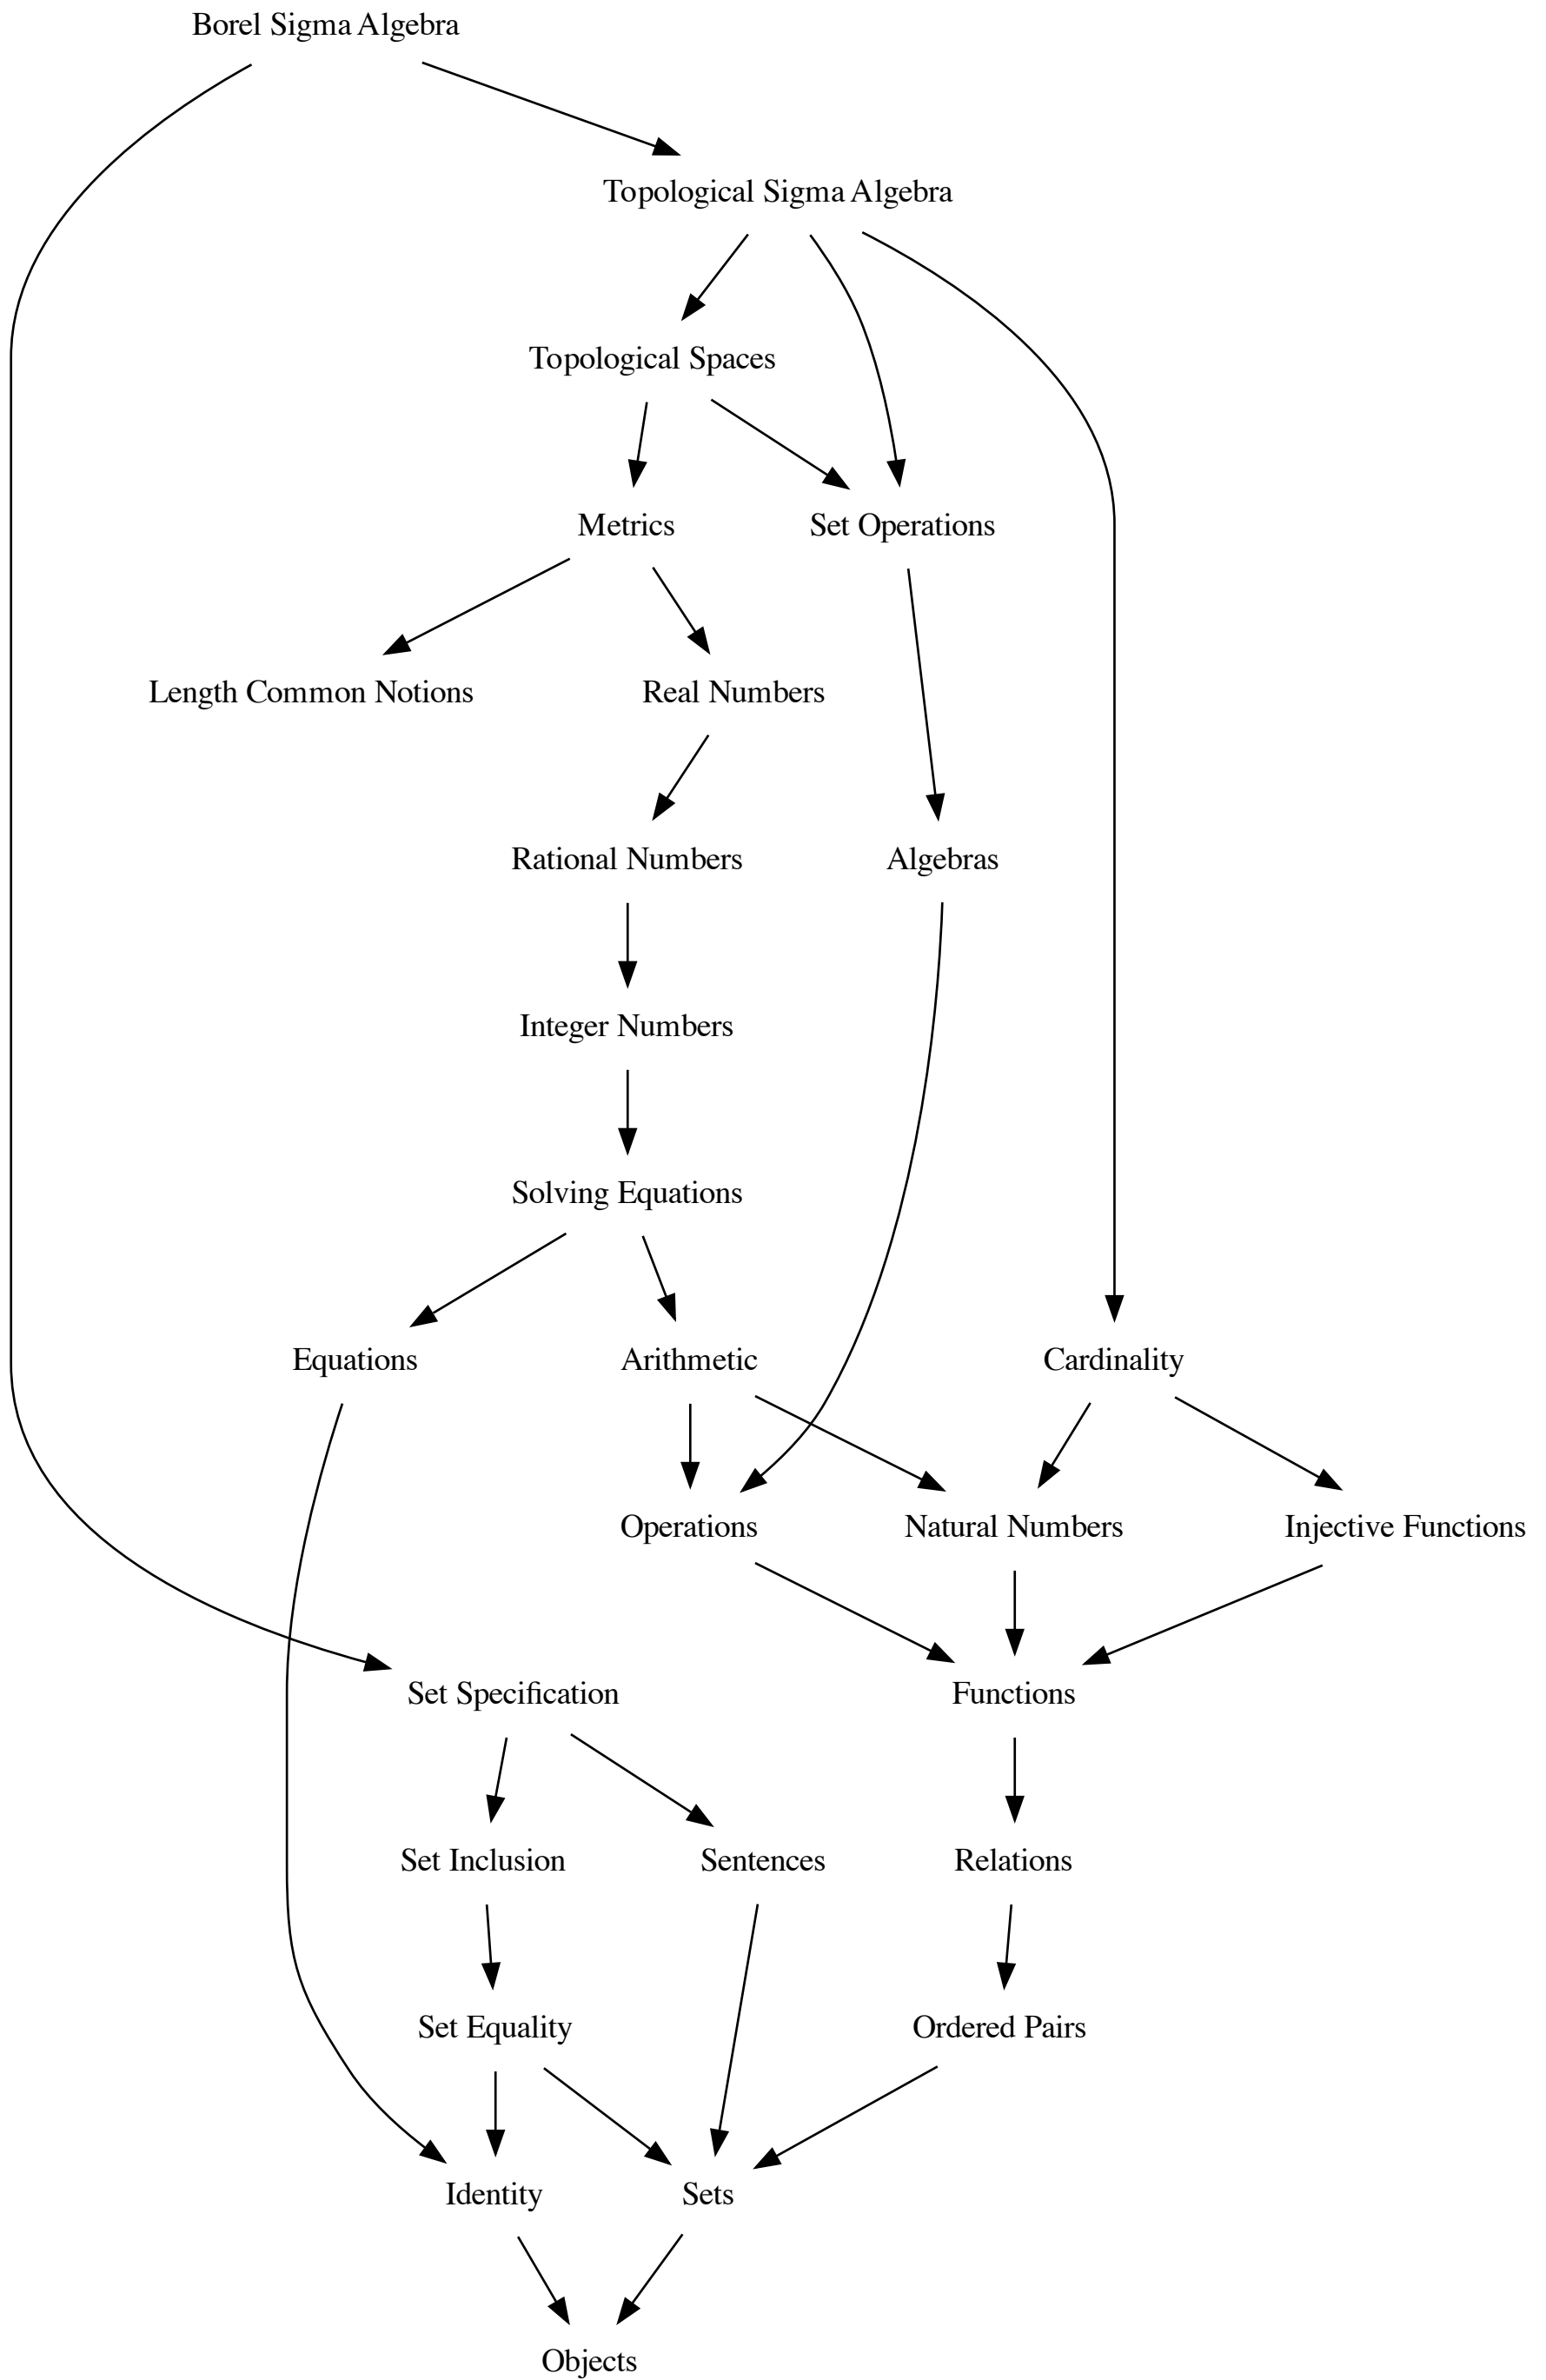 Borel Sigma Algebra
Topological Sigma Algebra
Topological Spaces
Metrics
Set Operations
Length Common Notions
Real Numbers
Rational Numbers
Algebras
Integer Numbers
Solving Equations
Equations
Arithmetic
Cardinality
Operations
Natural Numbers
Injective Functions
Set Specification
Functions
Set Inclusion
Sentences
Relations
Set Equality
Ordered Pairs
Identity
Sets
Objects